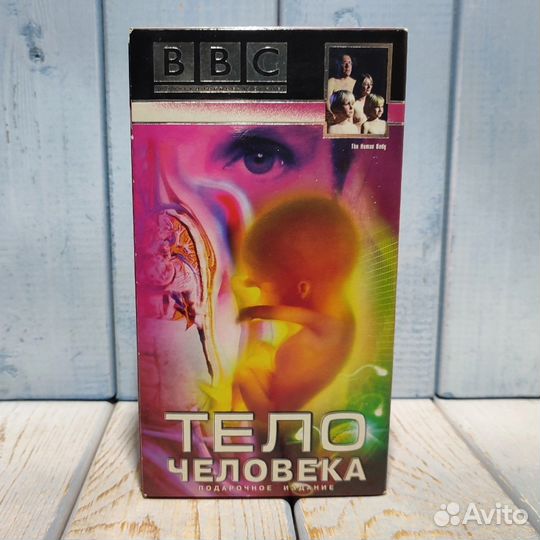 BBC
The Human Body
ТЕЛО
ЧЕЛОВЕКА
ПОДАРОЧНОЕ ИЗДАНИЕ
Avito